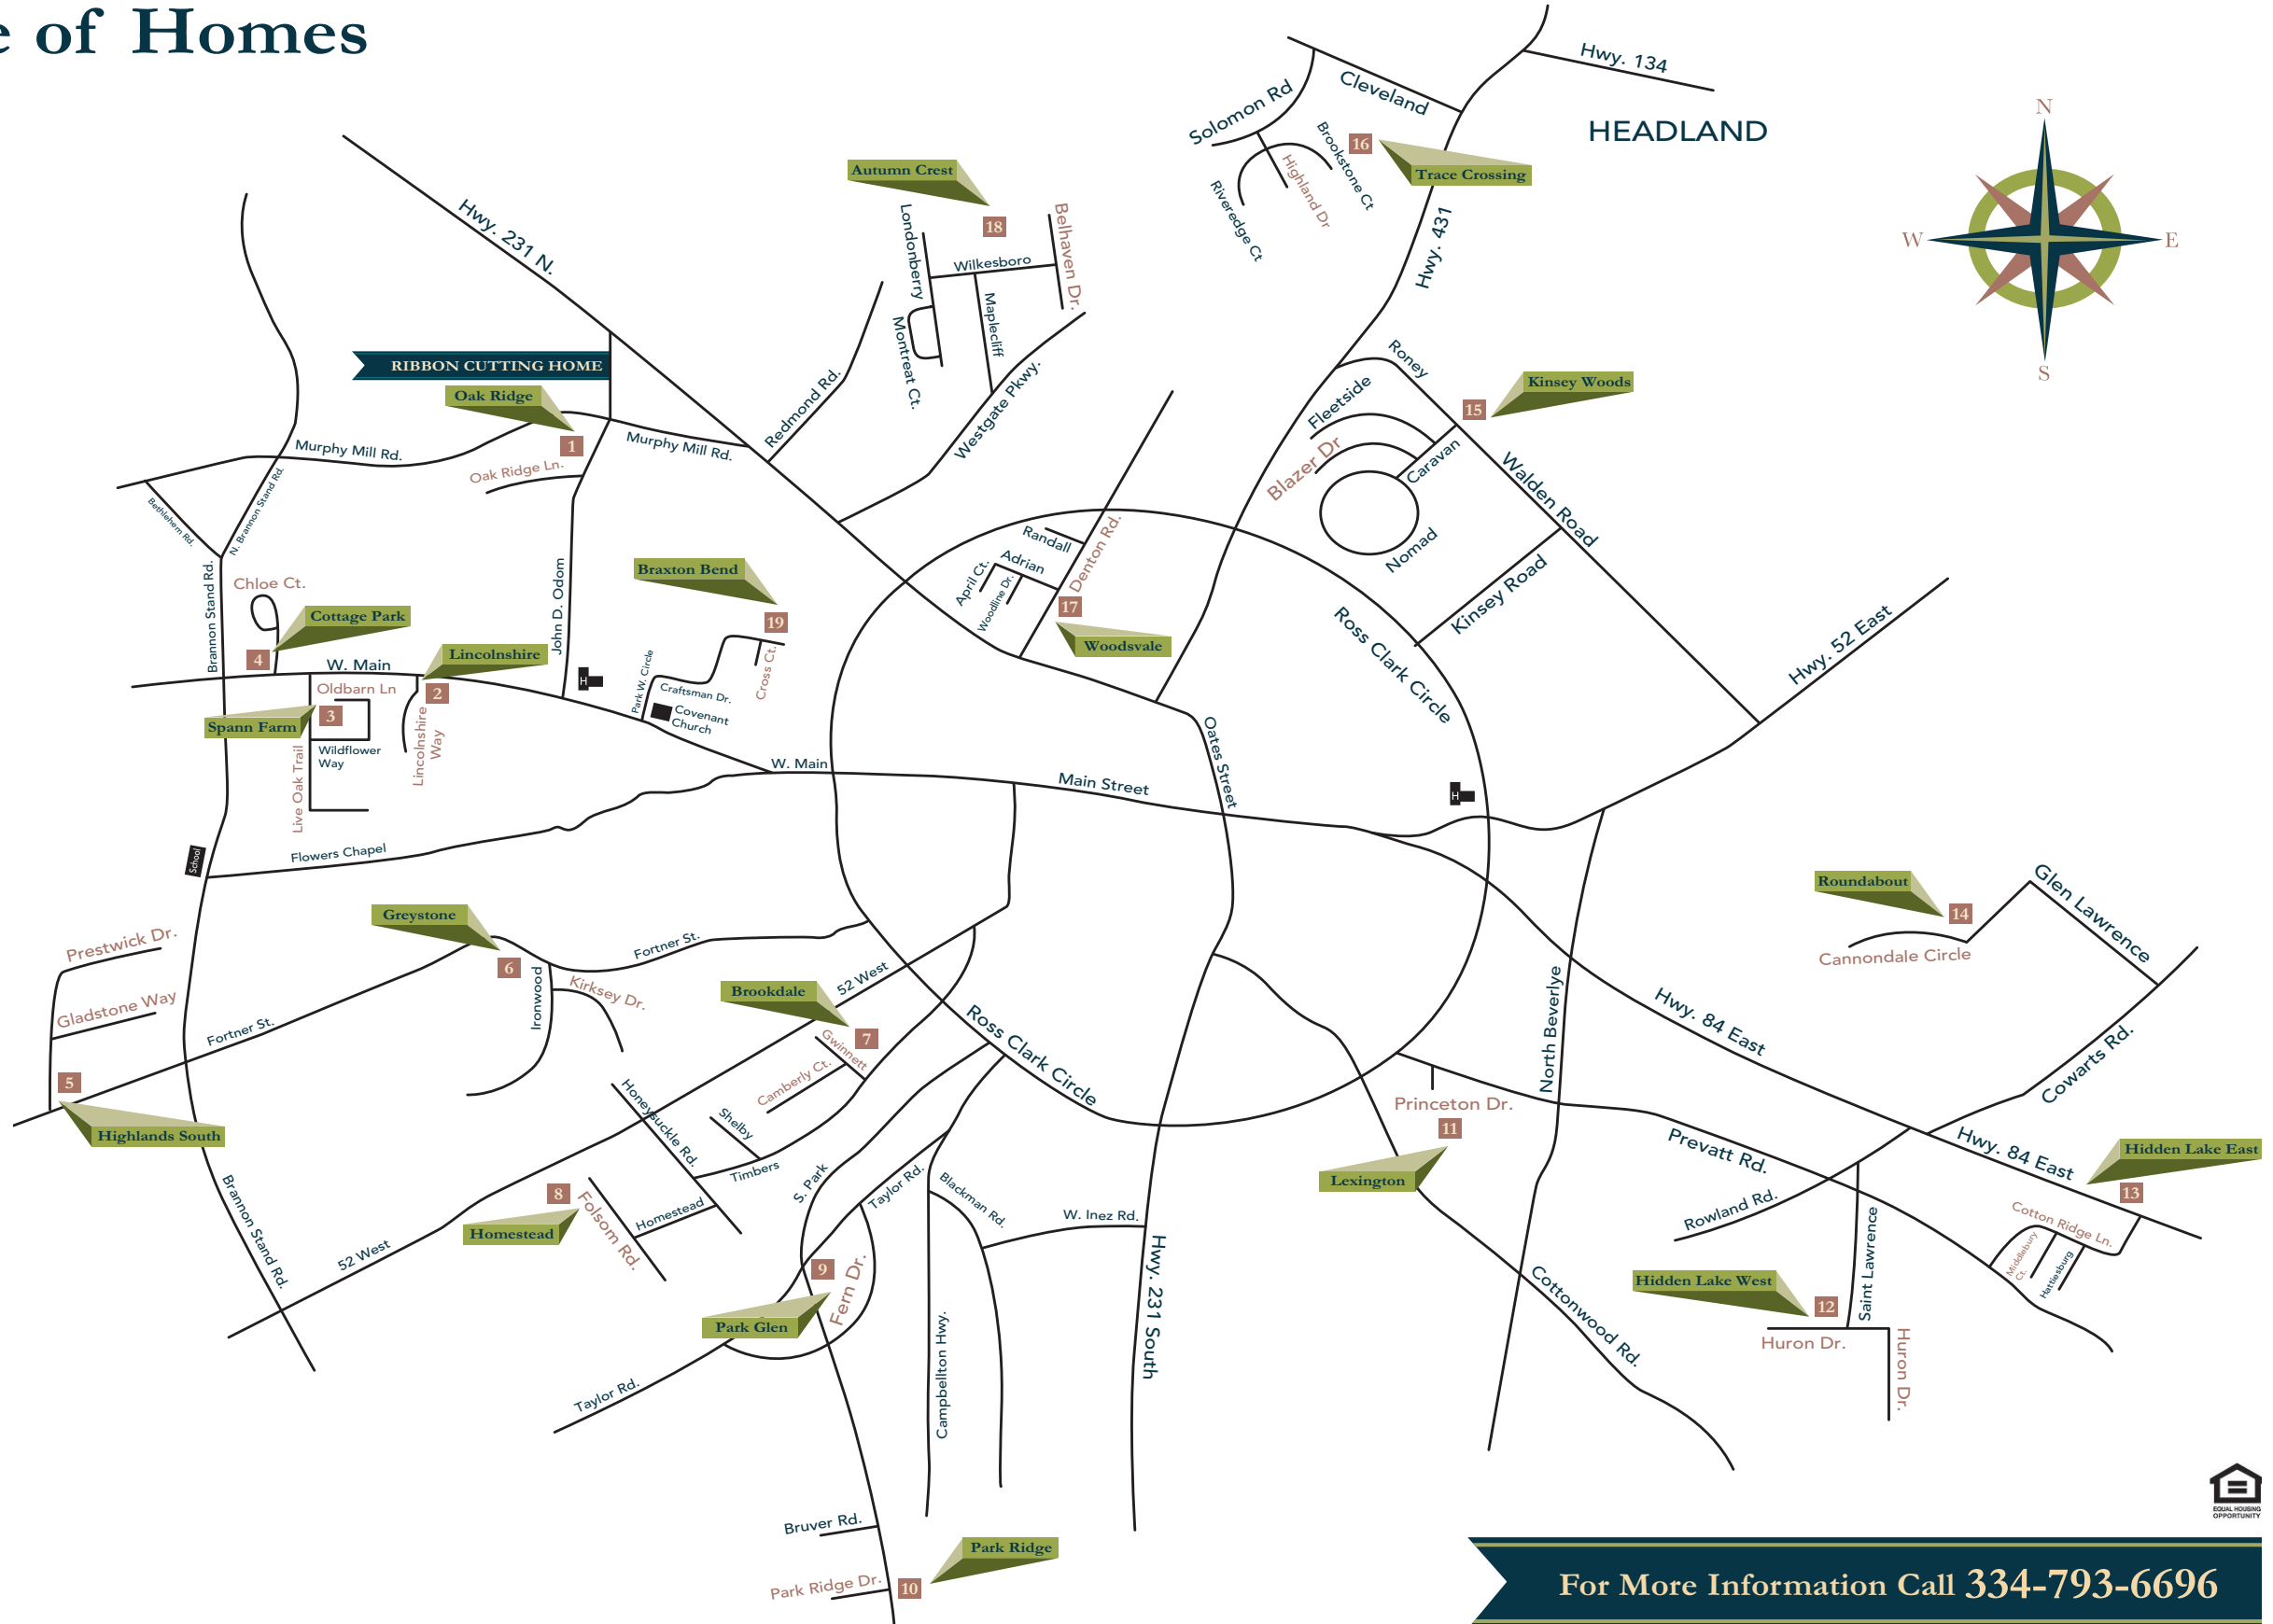 e of Homes
Hwy. 134
Cleveland
Solomon Rd
HEADLAND
N
W
E
S
Brookstone Ct
16
Trace Crossing
Highland Dr
Riveredge Ct
Hwy. 431
Autumn Crest
18
Hwy. 231 N.
Londonberry
Belhaven Dr.
Wilkesboro
Maplecliff
Montreat Ct.
RIBBON CUTTING HOME
Oak Ridge
1
Redmond Rd.
Westgate Pkwy.
Roney
Kinsey Woods
15
Fleetside
Blazer Dr
Caravan
Walden Road
Nomad
Kinsey Road
Murphy Mill Rd.
Murphy Mill Rd.
Oak Ridge Ln.
Bethlehem Rd.
N. Brannon Stand Rd.
Randall
Adrian
April Ct.
Woodline Dr.
Denton Rd.
17
Woodsvale
Braxton Bend
19
Chloe Ct.
Cottage Park
4
Brannon Stand Rd.
John D. Odom
Lincolnshire
2
W. Main
Oldbarn Ln
Spann Farm
3
Wildflower
Way
Lincolnshire
Way
Live Oak Trail
H
Park W. Circle
Craftsman Dr.
Cross Ct.
Covenant
Church
Ross Clark Circle
Hwy. 52 East
Oates Street
W. Main
Main Street
H
School
Flowers Chapel
Roundabout
14
Glen Lawrence
Cannondale Circle
Greystone
6
Fortner St.
Prestwick Dr.
Gladstone Way
Fortner St.
Ironwood
Kirksey Dr.
52 West
Brookdale
7
Gwinnett
Camberly Ct.
Ross Clark Circle
North Beverlye
Hwy. 84 East
Cowarts Rd.
5
Highlands South
Honeysuckle Rd.
Shelby
Timbers
Princeton Dr.
11
Lexington
Prevatt Rd.
Hwy. 84 East
Hidden Lake East
13
Brannon Stand Rd.
8
Homestead
Folsom Rd.
Homestead
S. Park
Taylor Rd.
Blackman Rd.
W. Inez Rd.
Rowland Rd.
Saint Lawrence
Cotton Ridge Ln.
Middlebury
Ct.
Hattiesburg
52 West
9
Fern Dr.
Park Glen
Hwy. 231 South
Cottonwood Rd.
Hidden Lake West
12
Huron Dr.
Huron Dr.
Taylor Rd.
Campbellton Hwy.
Bruver Rd.
Park Ridge
Park Ridge Dr.
10
EQUAL HOUSING
OPPORTUNITY
For More Information Call 334-793-6696